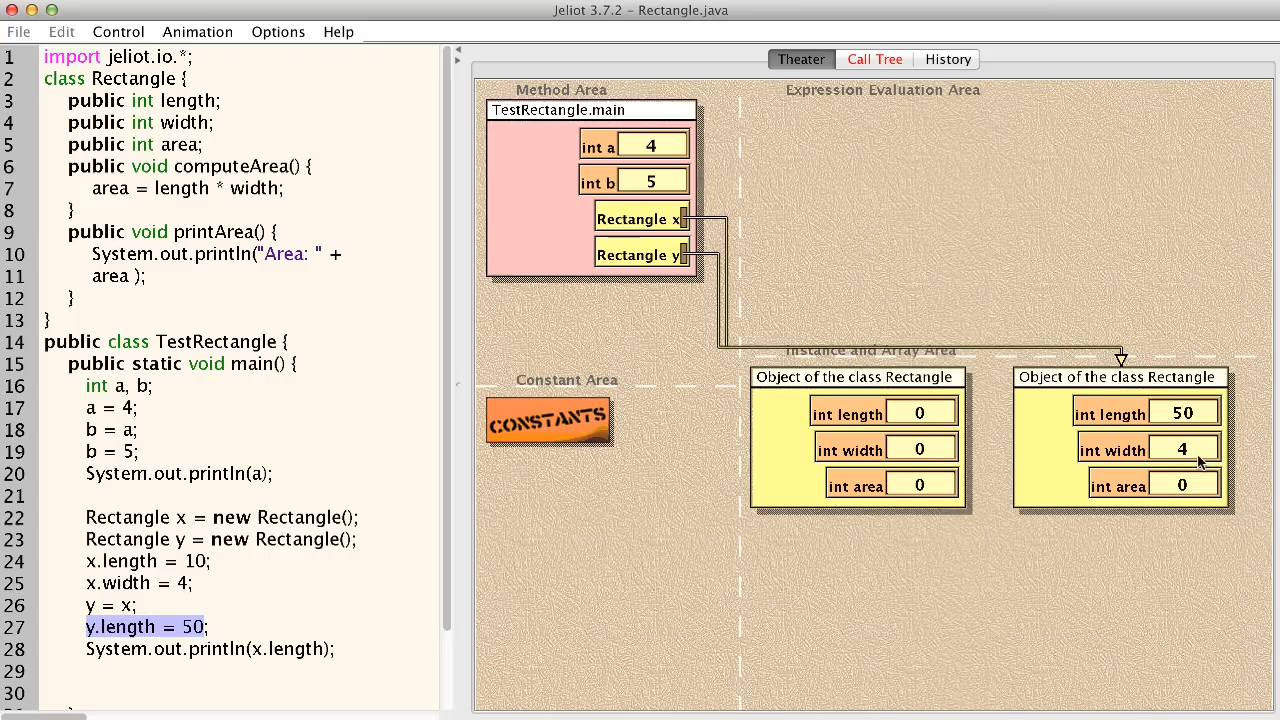 Jeliot 3.7.2 - Rectangle.java
File Edit Control Animation Options Help
1 import jeliot.io.*;
2 class Rectangle {
3 public int length;
4 public int width;
5 public int area;
6 public void computeArea() {
7 area = length * width;
8 }
9 public void printArea() {
10 System.out.println("Area: " +
11 area );
12 }
13 }
14 public class TestRectangle {
15 public static void main() {
16 int a, b;
17 a = 4;
18 b = a;
19 b = 5;
20 System.out.println(a);
21
22 Rectangle x = new Rectangle();
23 Rectangle y = new Rectangle();
24 x.length = 10;
25 x.width = 4;
26 y = x;
27 y.length = 50;
28 System.out.println(x.length);
29
30
Theater Call Tree History
Method Area
TestRectangle.main
int a 4
int b 5
Rectangle x
Rectangle y
Expression Evaluation Area
Constant Area
CONSTANTS
Instance and Array Area
Object of the class Rectangle
int length 0
int width 0
int area 0
Object of the class Rectangle
int length 50
int width 4
int area 0